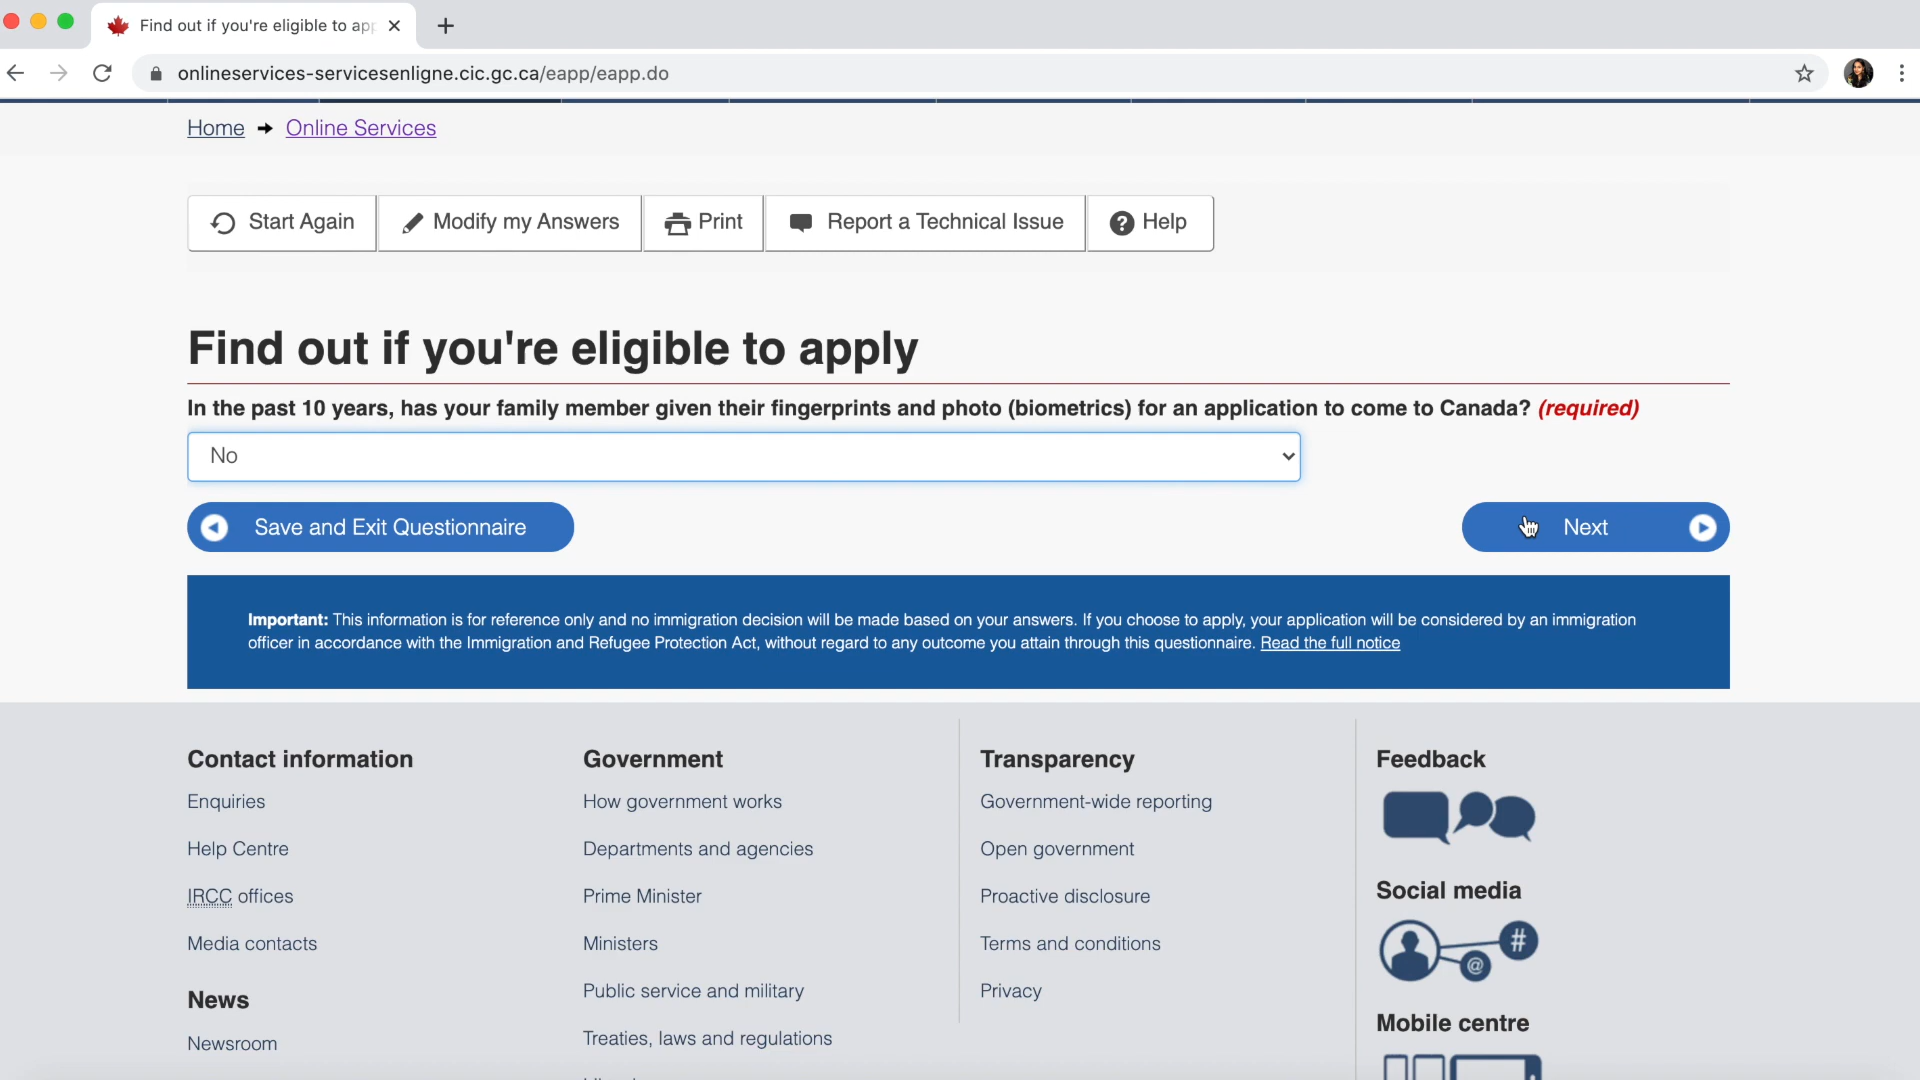 Find out if you're eligible to app
onlineservices-servicesenligne.cic.gc.ca/eapp/eapp.do
Home Online Services
Start Again Modify my Answers Print Report a Technical Issue Help
Find out if you're eligible to apply
In the past 10 years, has your family member given their fingerprints and photo (biometrics) for an application to come to Canada? (required)
No
Save and Exit Questionnaire Next
Important: This information is for reference only and no immigration decision will be made based on your answers. If you choose to apply, your application will be considered by an immigration
officer in accordance with the Immigration and Refugee Protection Act, without regard to any outcome you attain through this questionnaire. Read the full notice
Contact information
Enquiries
Help Centre
IRCC offices
Media contacts
News
Newsroom
Government
How government works
Departments and agencies
Prime Minister
Ministers
Public service and military
Treaties, laws and regulations
Transparency
Government-wide reporting
Open government
Proactive disclosure
Terms and conditions
Privacy
Feedback
Social media
#
@
Mobile centre